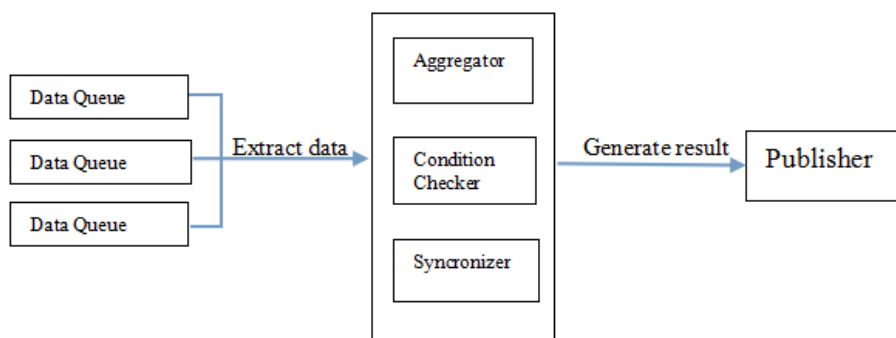 Data Queue
Data Queue
Data Queue
Extract data
Aggregator
Condition
Checker
Syncronizer
Generate result
Publisher